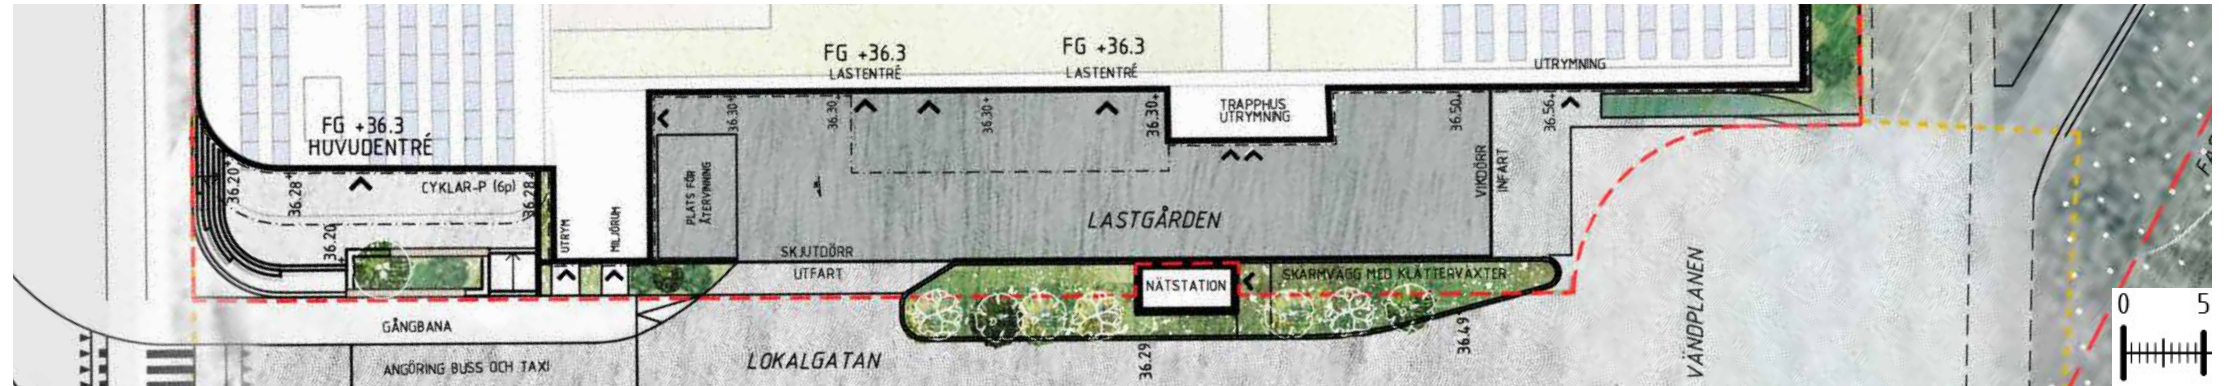 FG +36.3
LASTENTRÉ
FG +36.3
LASTENTRÉ
UTRYMNING
FG +36.3
HUVUDENTRÉ
36.30+
36.30+
36.30+
36.30+
TRAPPHUS
UTRYMNING
36.50+
36.56+
36.20+
36.28+
CYKLAR-P (6p)
36.28+
PLATS FÖR
ÅTERVINNING
VIKDÖRR
INFART
LASTGÅRDEN
36.20
UTRYM
MILJÖRUM
SKJUTDÖRR
UTFART
SKÄRMVÄGG MED KLÄTTERVÄXTER
NÄTSTATION
GÅNGBANA
ANGÖRING BUSS OCH TAXI
LOKALGATAN
36.29
36.49
VÄNDPLANEN
0 5